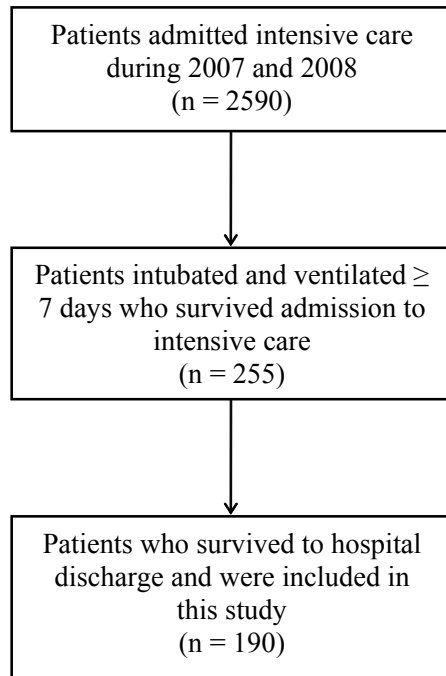 Patients admitted intensive care
during 2007 and 2008
(n = 2590)
Patients intubated and ventilated ≥
7 days who survived admission to
intensive care
(n = 255)
Patients who survived to hospital
discharge and were included in
this study
(n = 190)